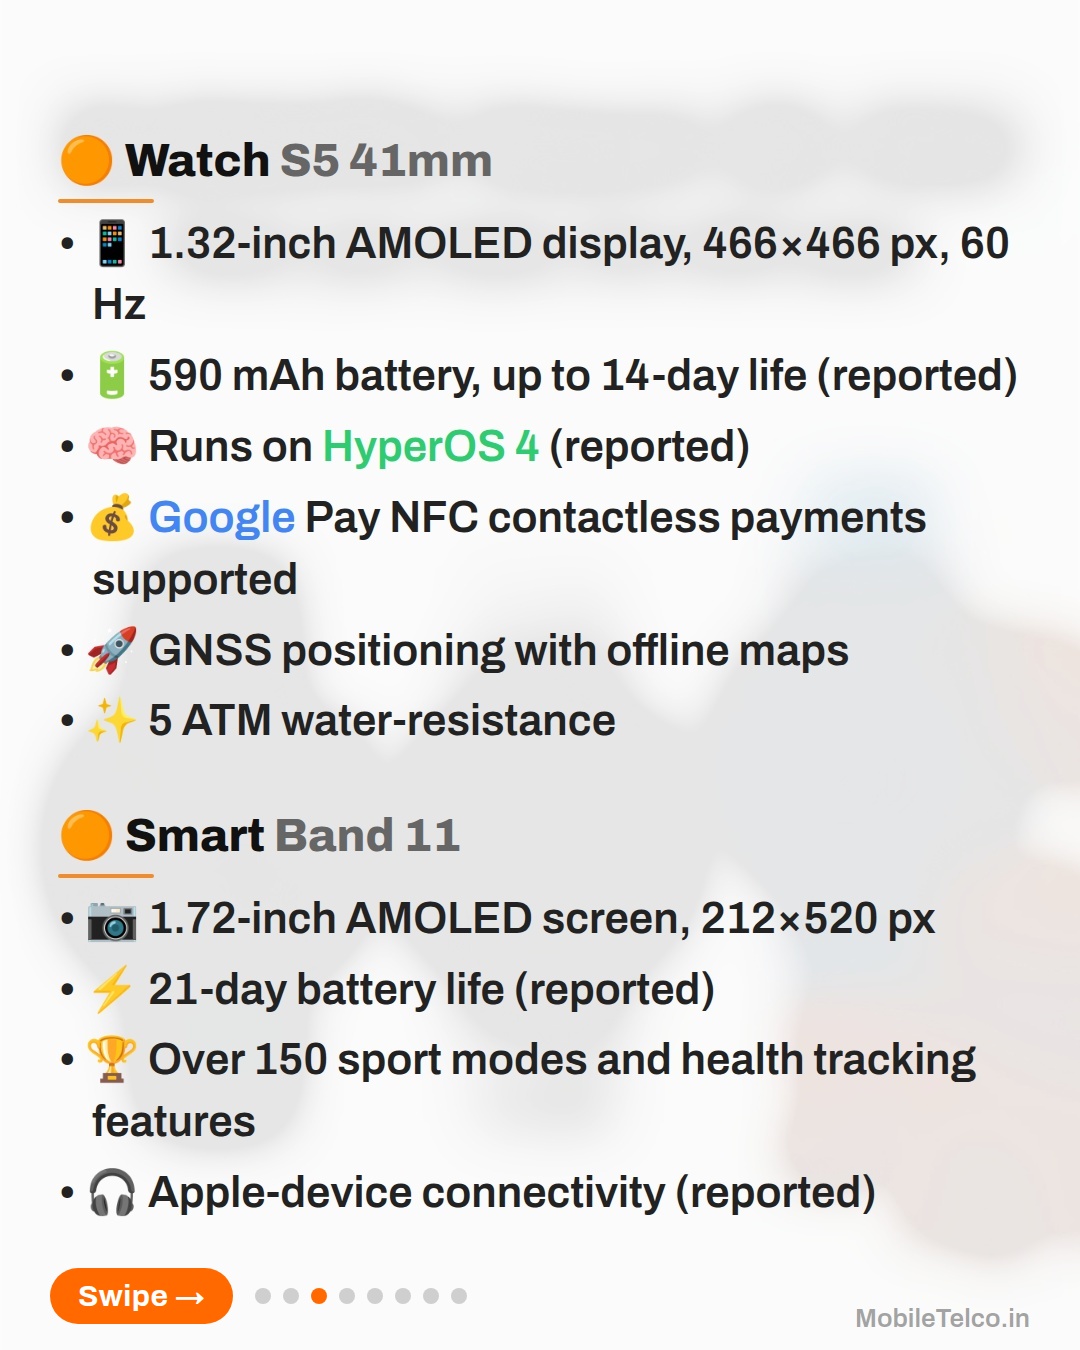 🟠 Watch S5 41mm
• 📱 1.32-inch AMOLED display, 466×466 px, 60
Hz
• 🔋 590 mAh battery, up to 14-day life (reported)
• 🧠 Runs on HyperOS 4 (reported)
• 💰 Google Pay NFC contactless payments
supported
• 🚀 GNSS positioning with offline maps
• ✨ 5 ATM water-resistance
🟠 Smart Band 11
• 📷 1.72-inch AMOLED screen, 212×520 px
• ⚡ 21-day battery life (reported)
• 🏆 Over 150 sport modes and health tracking
features
• 🎧 Apple-device connectivity (reported)
Swipe →
MobileTelco.in